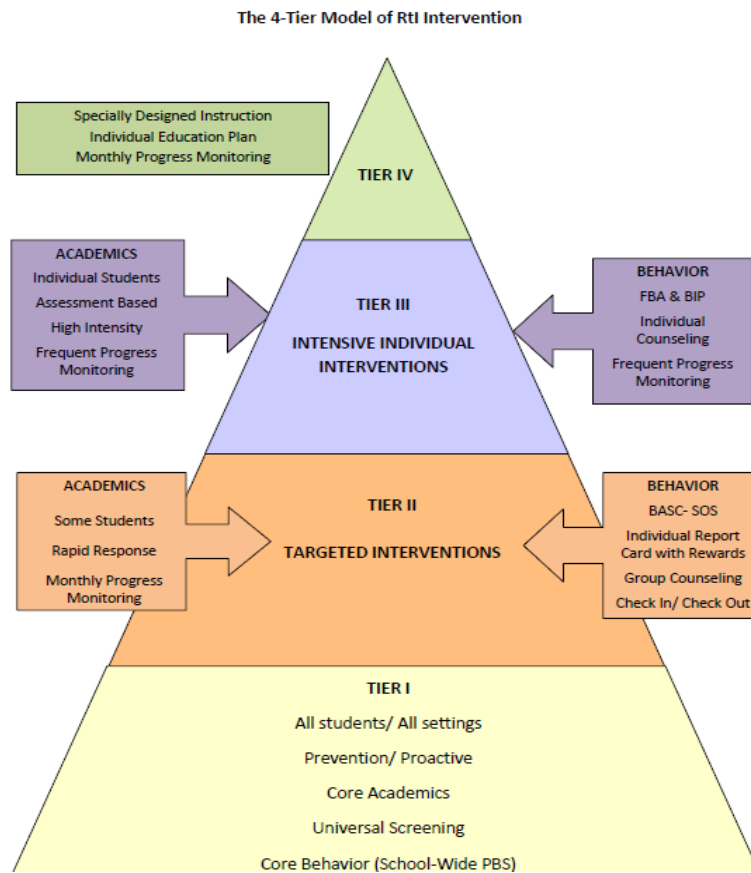 The 4-Tier Model of RtI Intervention
Specially Designed Instruction
Individual Education Plan
Monthly Progress Monitoring
TIER IV
ACADEMICS
Individual Students
Assessment Based
High Intensity
Frequent Progress
Monitoring
TIER III
INTENSIVE INDIVIDUAL
INTERVENTIONS
BEHAVIOR
FBA & BIP
Individual
Counseling
Frequent Progress
Monitoring
ACADEMICS
Some Students
Rapid Response
Monthly Progress
Monitoring
TIER II
TARGETED INTERVENTIONS
BEHAVIOR
BASC- SOS
Individual Report
Card with Rewards
Group Counseling
Check In/ Check Out
TIER I
All students/ All settings
Prevention/ Proactive
Core Academics
Universal Screening
Core Behavior (School-Wide PBS)